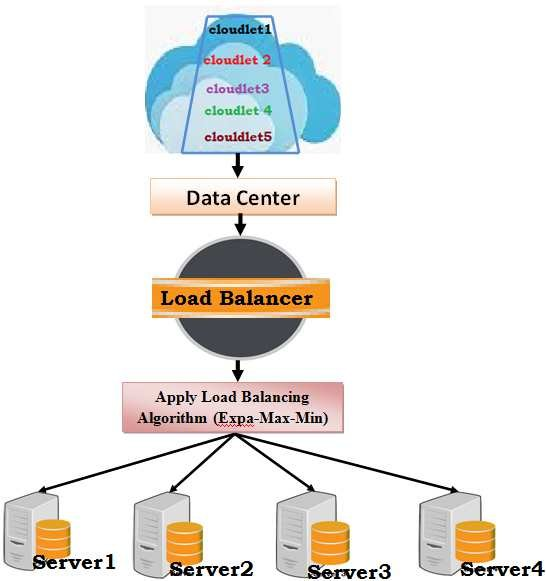 cloudlet1
cloudlet 2
cloudlet3
cloudlet 4
clouldlet5
Data Center
Load Balancer
Apply Load Balancing
Algorithm (Expa-Max-Min)
Server1
Server2
Server3
Server4